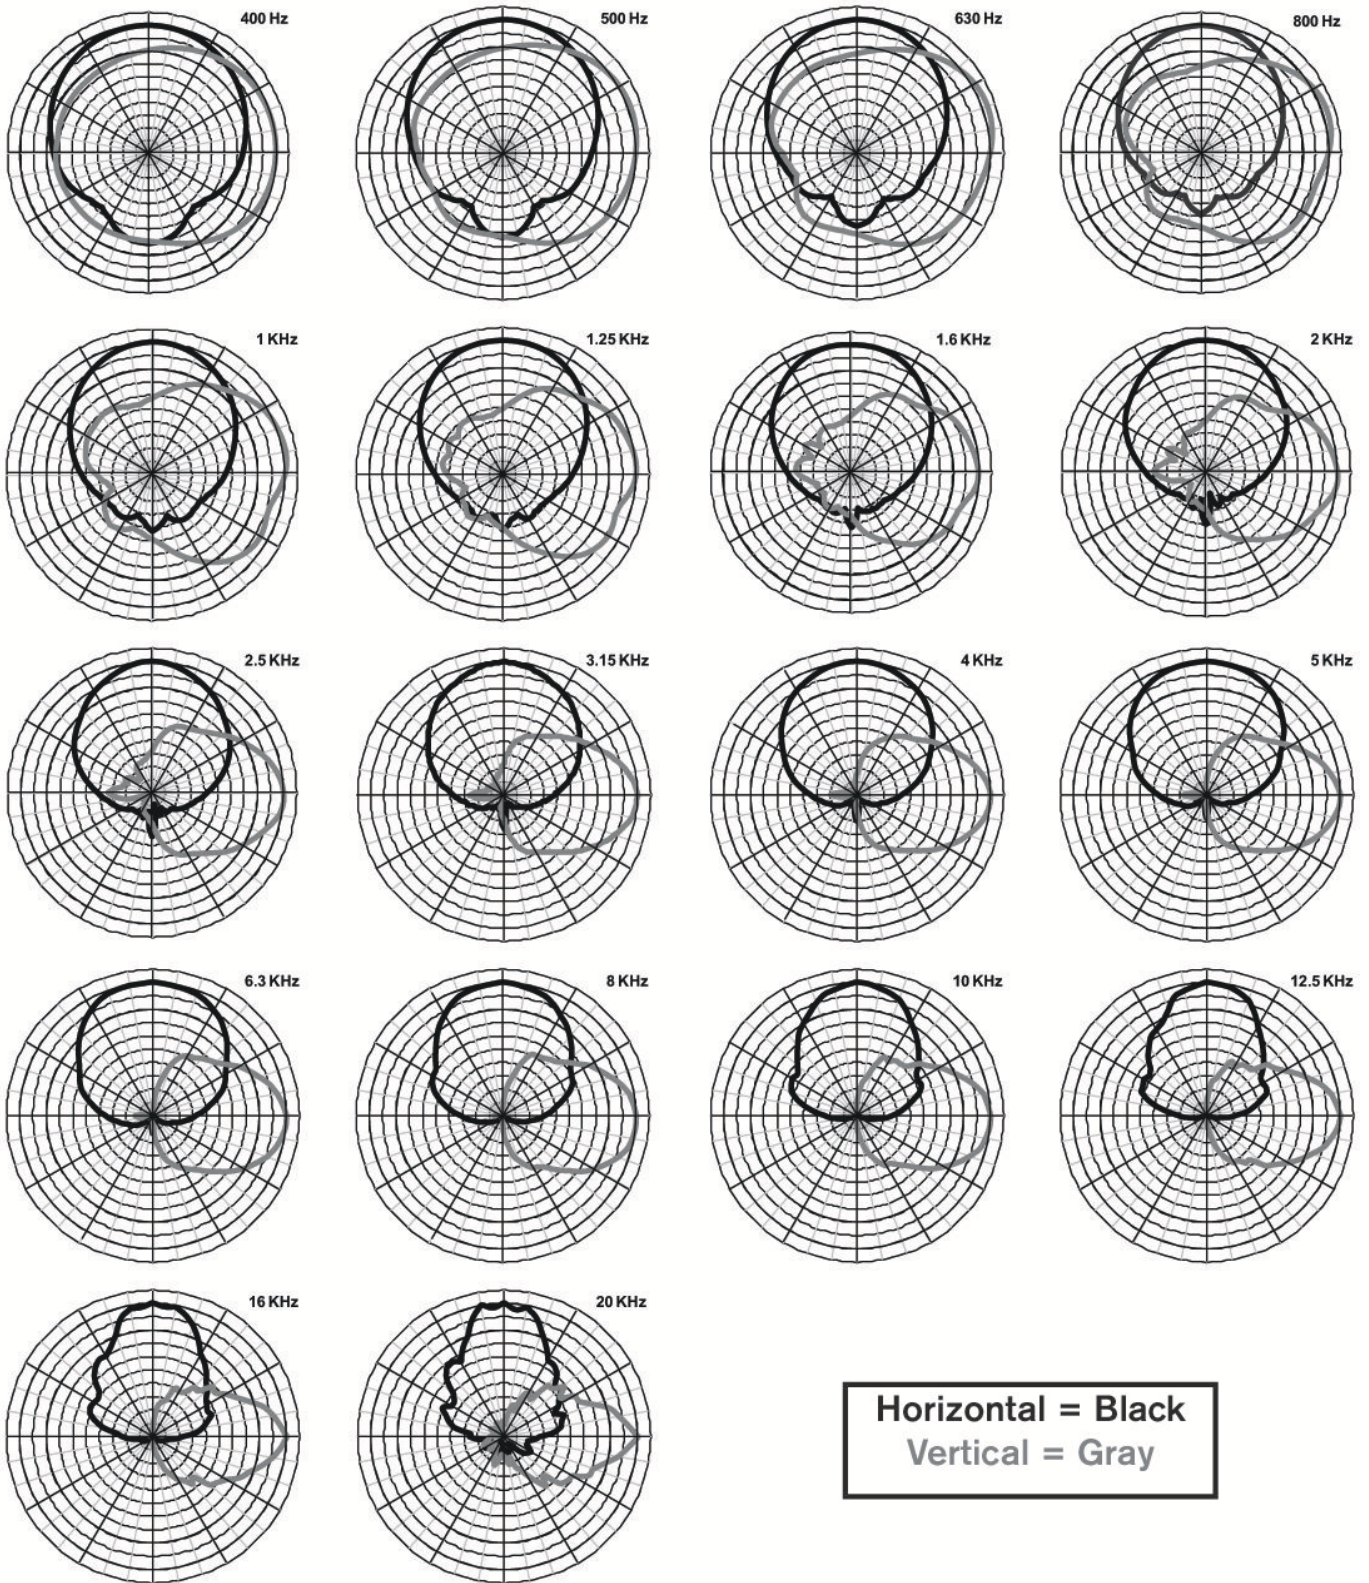 400 Hz
500 Hz
630 Hz
800 Hz
1 KHz
1.25 KHz
1.6 KHz
2 KHz
2.5 KHz
3.15 KHz
4 KHz
5 KHz
6.3 KHz
8 KHz
10 KHz
12.5 KHz
16 KHz
20 KHz
Horizontal = Black
Vertical = Gray